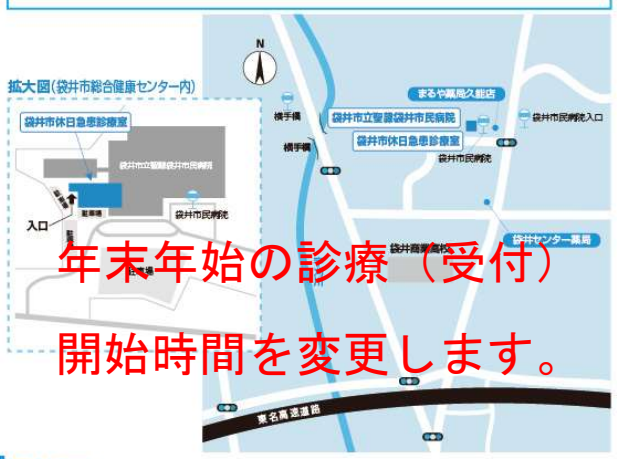 拡大図(袋井市総合健康センター内)
袋井市休日急患診療室
袋井市立聖隷袋井市民病院
袋井市民病院
入口
駐車場
駐車場
N
横手橋
横手橋
まるや薬局久能店
袋井市立聖隷袋井市民病院
袋井市休日急患診療室
袋井市民病院
袋井市民病院入口
袋井センター薬局
袋井商業高校
年末年始の診療（受付）
開始時間を変更します。
東名高速道路